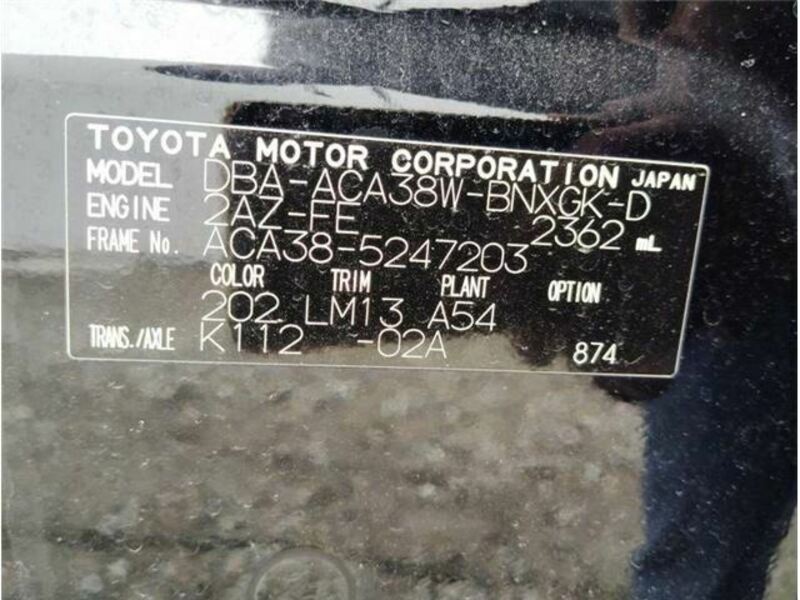 TOYOTA MOTOR CORPORATION JAPAN
MODEL DBA-ACA38W-BNXGK-D
ENGINE 2AZ-FE 2362 mL
FRAME No. ACA38-5247203
COLOR TRIM PLANT OPTION
202 LM13 A54
TRANS./AXLE K112 -02A 874